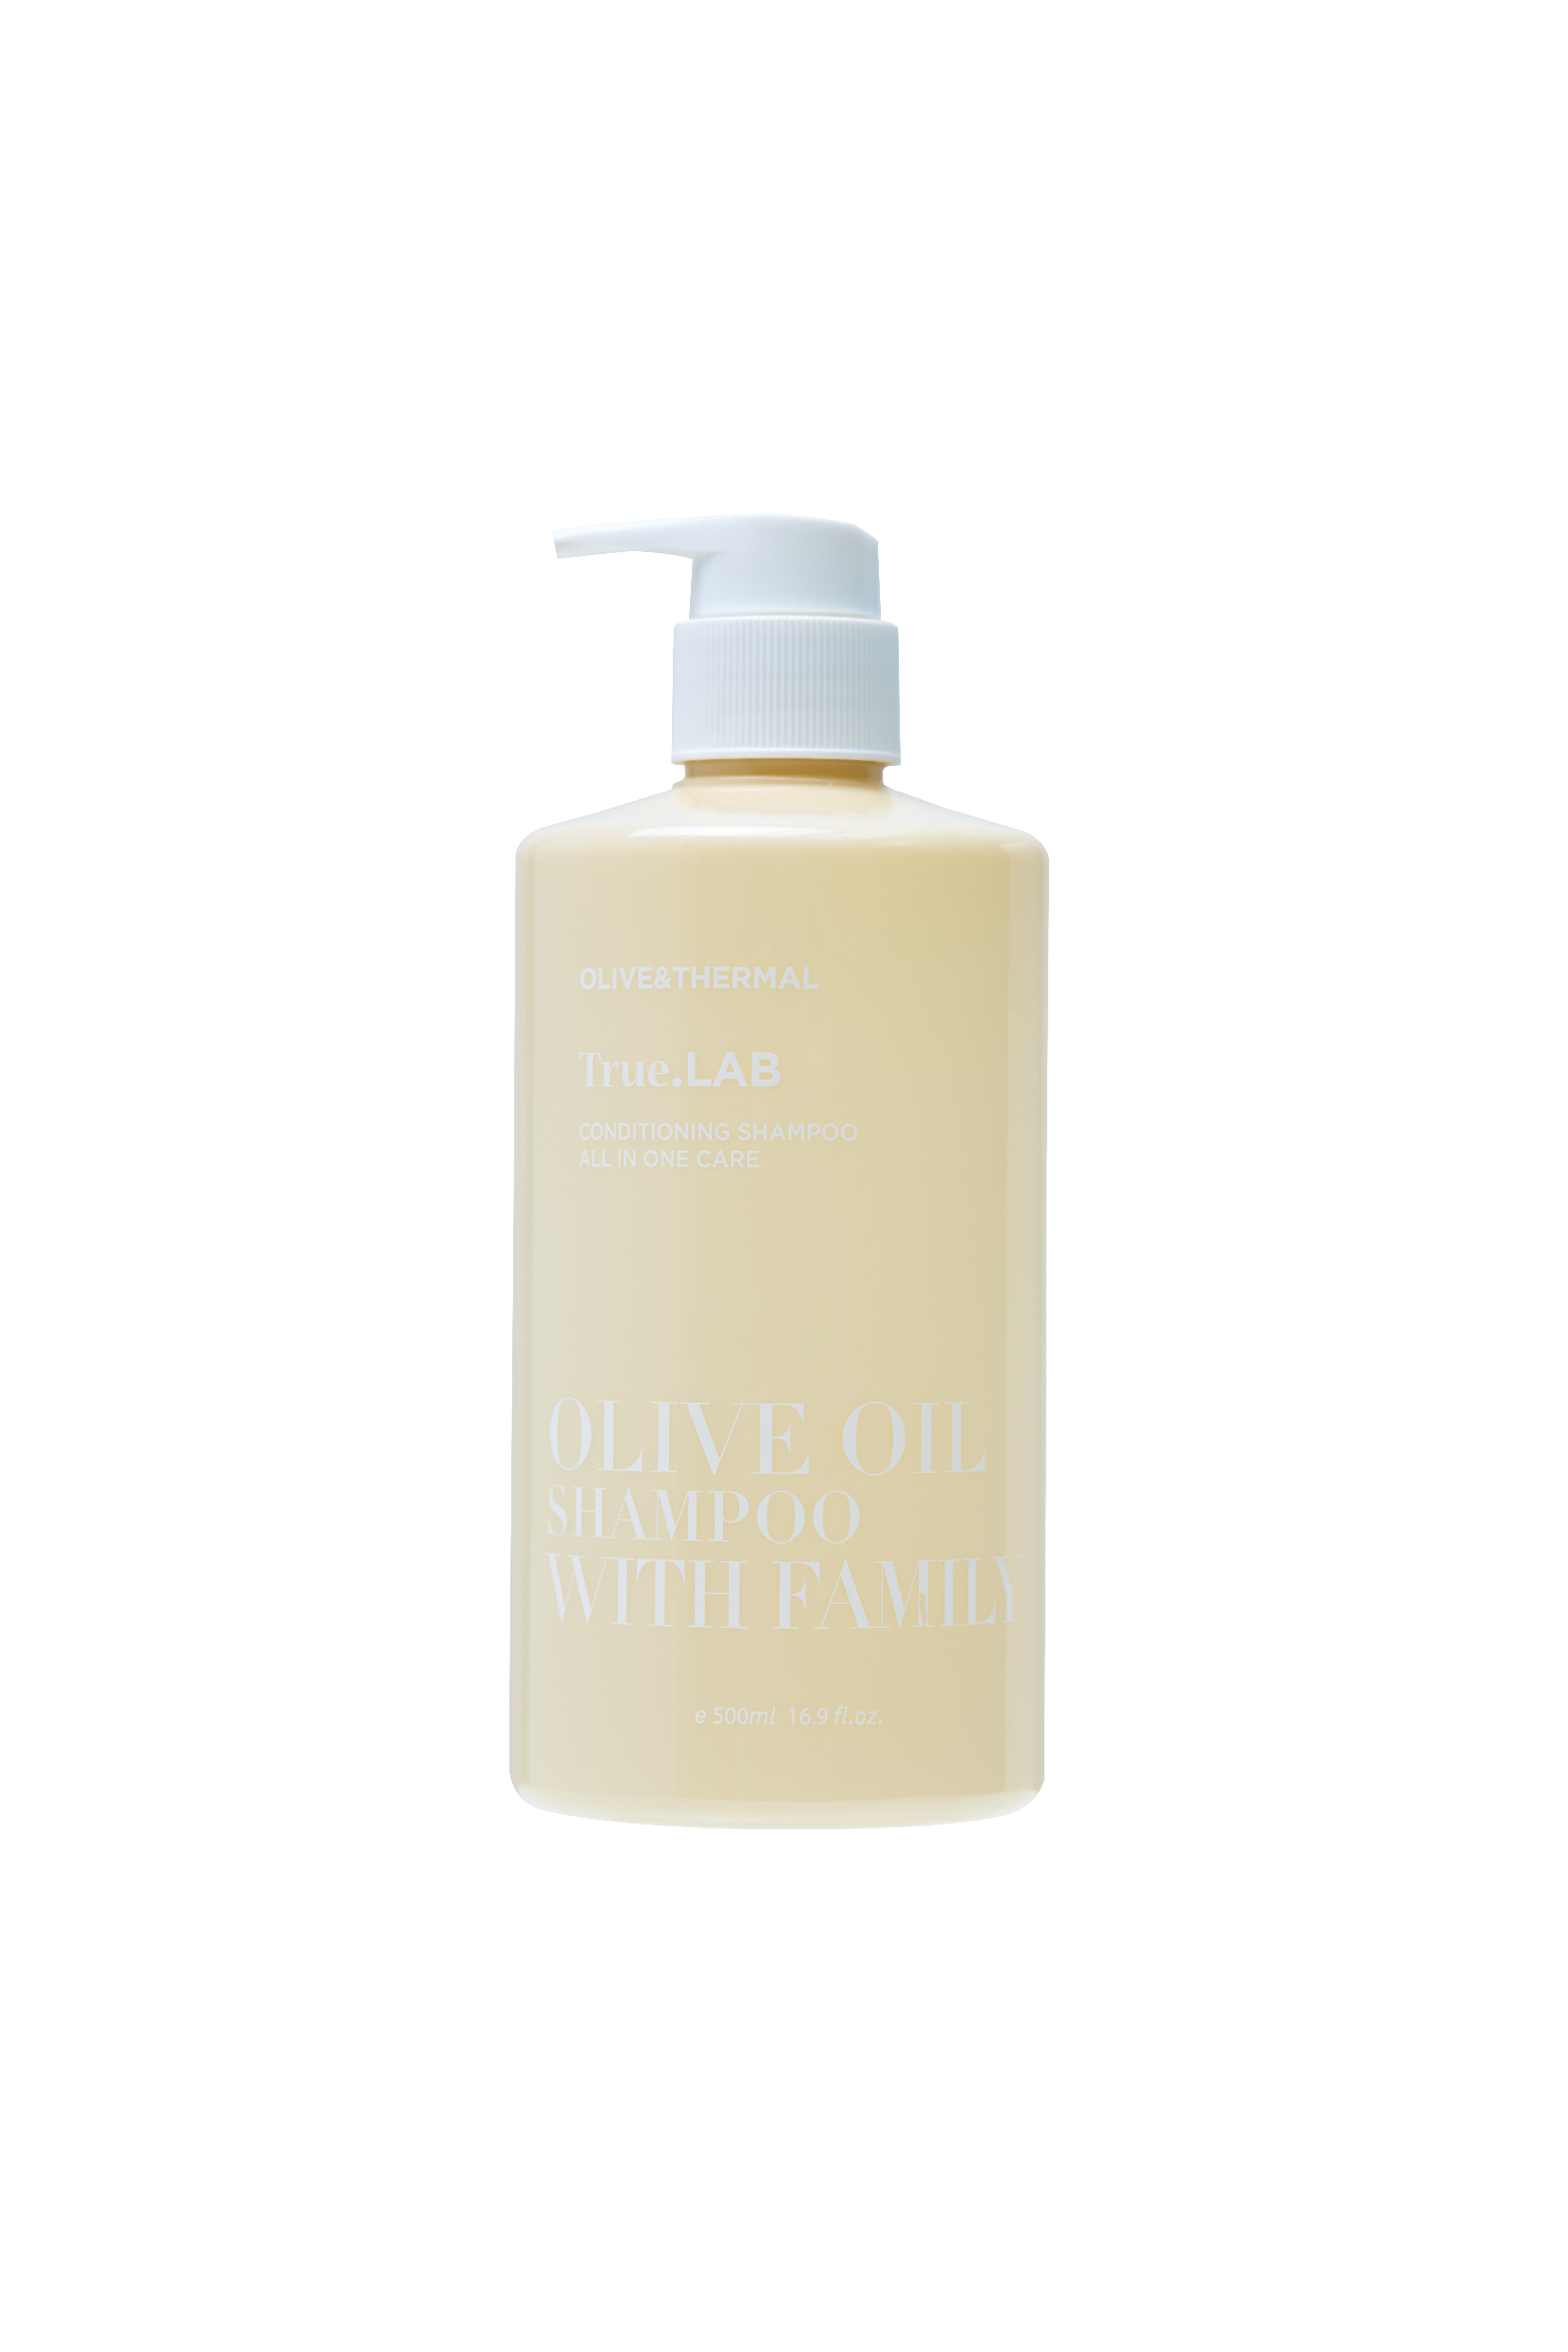 OLIVE&THERMAL
True.LAB
CONDITIONING SHAMPOO
ALL IN ONE CARE
OLIVE OIL
SHAMPOO
WITH FAMILY
e 500ml 16.9 fl.oz.